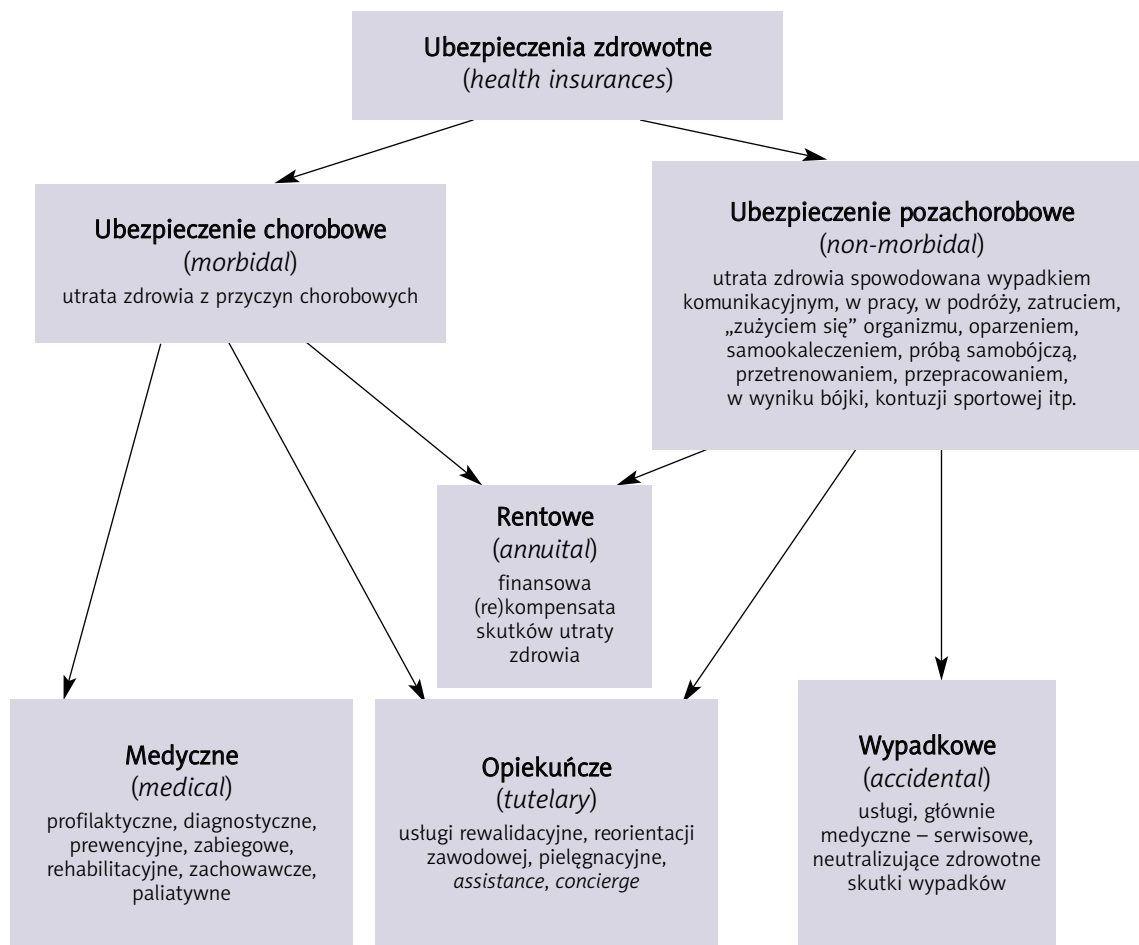 Ubezpieczenia zdrowotne
(health insurances)
Ubezpieczenie chorobowe
(morbidal)
utrata zdrowia z przyczyn chorobowych
Ubezpieczenie pozachorobowe
(non-morbidal)
utrata zdrowia spowodowana wypadkiem
komunikacyjnym, w pracy, w podróży, zatruciem,
„zużyciem się” organizmu, oparzeniem,
samookaleczeniem, próbą samobójczą,
przetrenowaniem, przepracowaniem,
w wyniku bójki, kontuzji sportowej itp.
Rentowe
(annuital)
finansowa
(re)kompensata
skutków utraty
zdrowia
Medyczne
(medical)
profilaktyczne, diagnostyczne,
prewencyjne, zabiegowe,
rehabilitacyjne, zachowawcze,
paliatywne
Opiekuńcze
(tutelary)
usługi rewalidacyjne, reorientacji
zawodowej, pielęgnacyjne,
assistance, concierge
Wypadkowe
(accidental)
usługi, głównie
medyczne – serwisowe,
neutralizujące zdrowotne
skutki wypadków